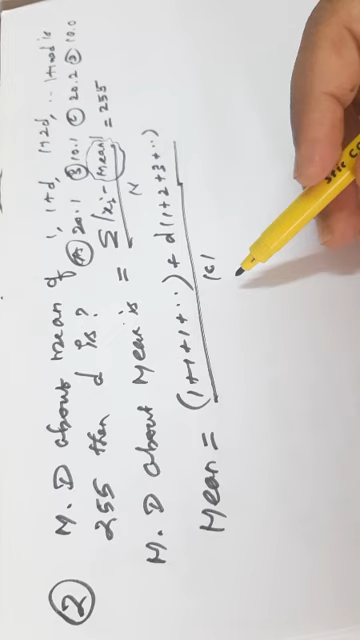 ② M.D about mean of 1, 1+d, 1+2d, ... 1+100d is
255 then d is? Ⓐ 20.1 Ⓑ 10.1 Ⓒ 20.2 Ⓓ 10.0
M.D about Mean is = Σ|xi - mean| / N = 255
Mean = (1+1+1+...) + d(1+2+3+...) / 101